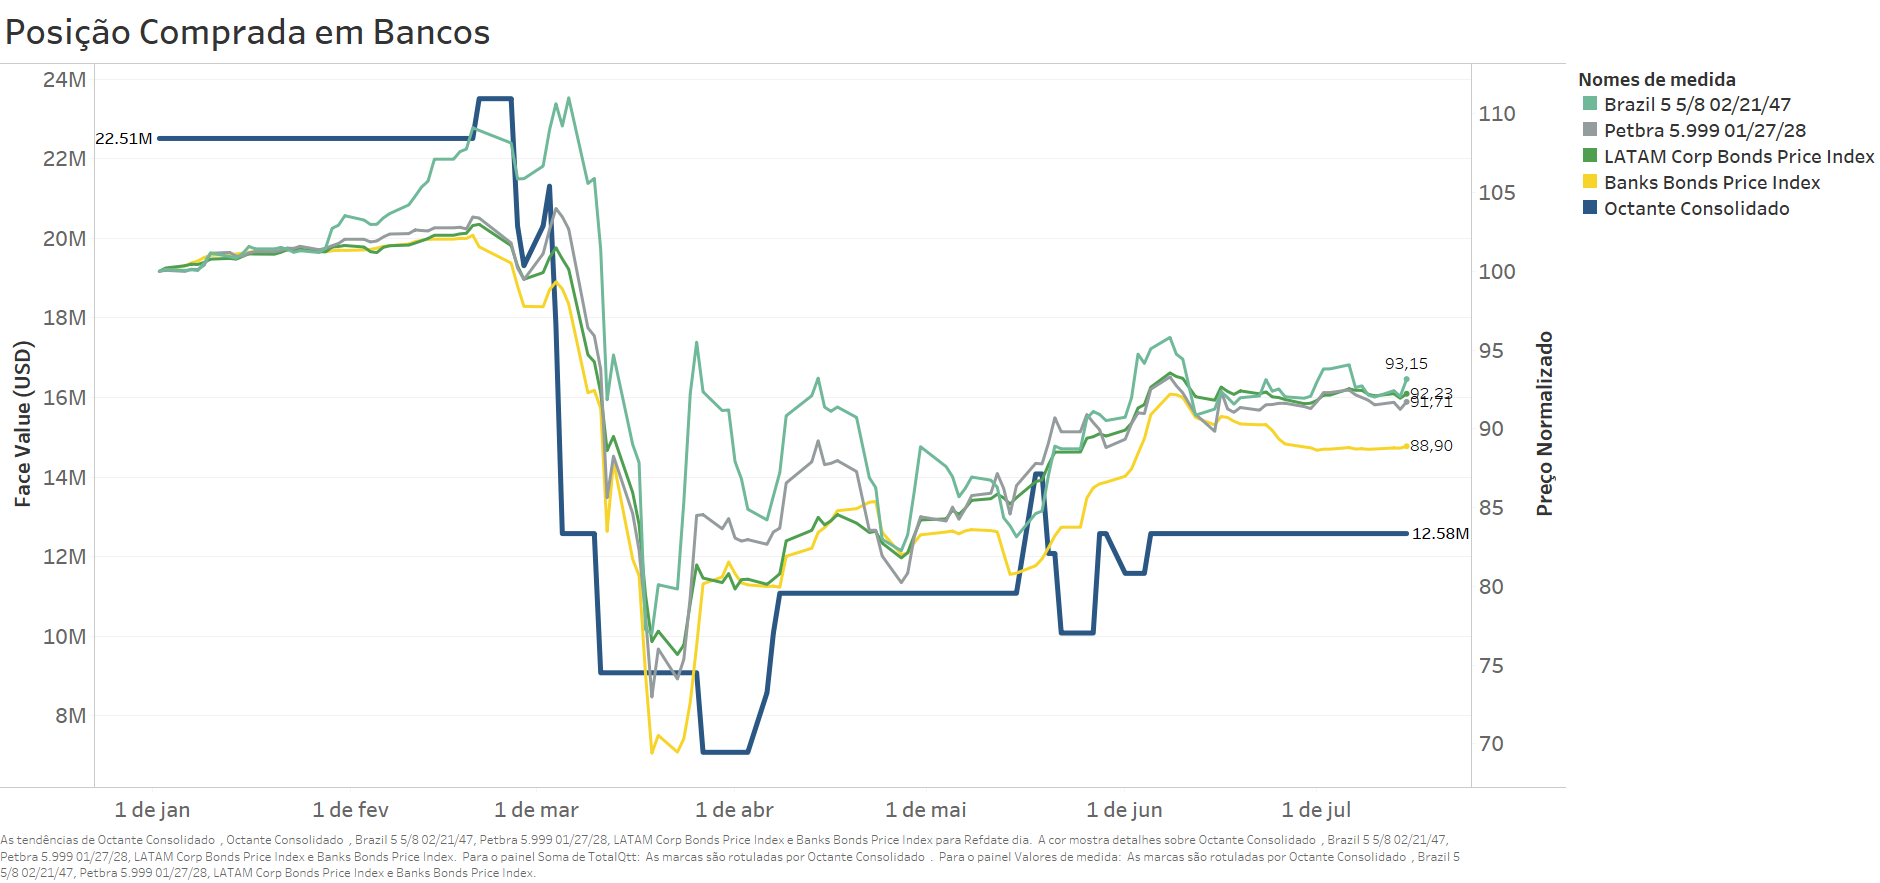 Posição Comprada em Bancos
24M
22M
20M
18M
16M
14M
12M
10M
8M
Face Value (USD)
22.51M
12.58M
93,15
92,23
91,71
88,90
110
105
100
95
90
85
80
75
70
Preço Normalizado
1 de jan
1 de fev
1 de mar
1 de abr
1 de mai
1 de jun
1 de jul
Nomes de medida
Brazil 5 5/8 02/21/47
Petbra 5.999 01/27/28
LATAM Corp Bonds Price Index
Banks Bonds Price Index
Octante Consolidado
As tendências de Octante Consolidado , Octante Consolidado , Brazil 5 5/8 02/21/47, Petbra 5.999 01/27/28, LATAM Corp Bonds Price Index e Banks Bonds Price Index para Refdate dia. A cor mostra detalhes sobre Octante Consolidado , Brazil 5 5/8 02/21/47,
Petbra 5.999 01/27/28, LATAM Corp Bonds Price Index e Banks Bonds Price Index. Para o painel Soma de TotalQtt: As marcas são rotuladas por Octante Consolidado . Para o painel Valores de medida: As marcas são rotuladas por Octante Consolidado , Brazil 5
5/8 02/21/47, Petbra 5.999 01/27/28, LATAM Corp Bonds Price Index e Banks Bonds Price Index.